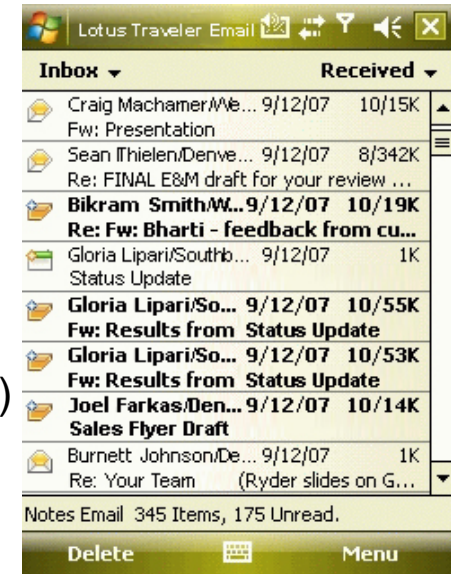 Lotus Traveler Email
Inbox Received
Craig Machamer/We... 9/12/07 10/15K
Fw: Presentation
Sean Thielen/Denve... 9/12/07 8/342K
Re: FINAL E&M draft for your review ...
Bikram Smith/W... 9/12/07 10/19K
Re: Fw: Bharti - feedback from cu...
Gloria Lipari/Southb... 9/12/07 1K
Status Update
Gloria Lipari/So... 9/12/07 10/55K
Fw: Results from Status Update
Gloria Lipari/So... 9/12/07 10/53K
Fw: Results from Status Update
)
Joel Farkas/Den... 9/12/07 10/14K
Sales Flyer Draft
Burnett Johnson/De... 9/12/07 1K
Re: Your Team (Ryder slides on G...
Notes Email 345 Items, 175 Unread.
Delete Menu